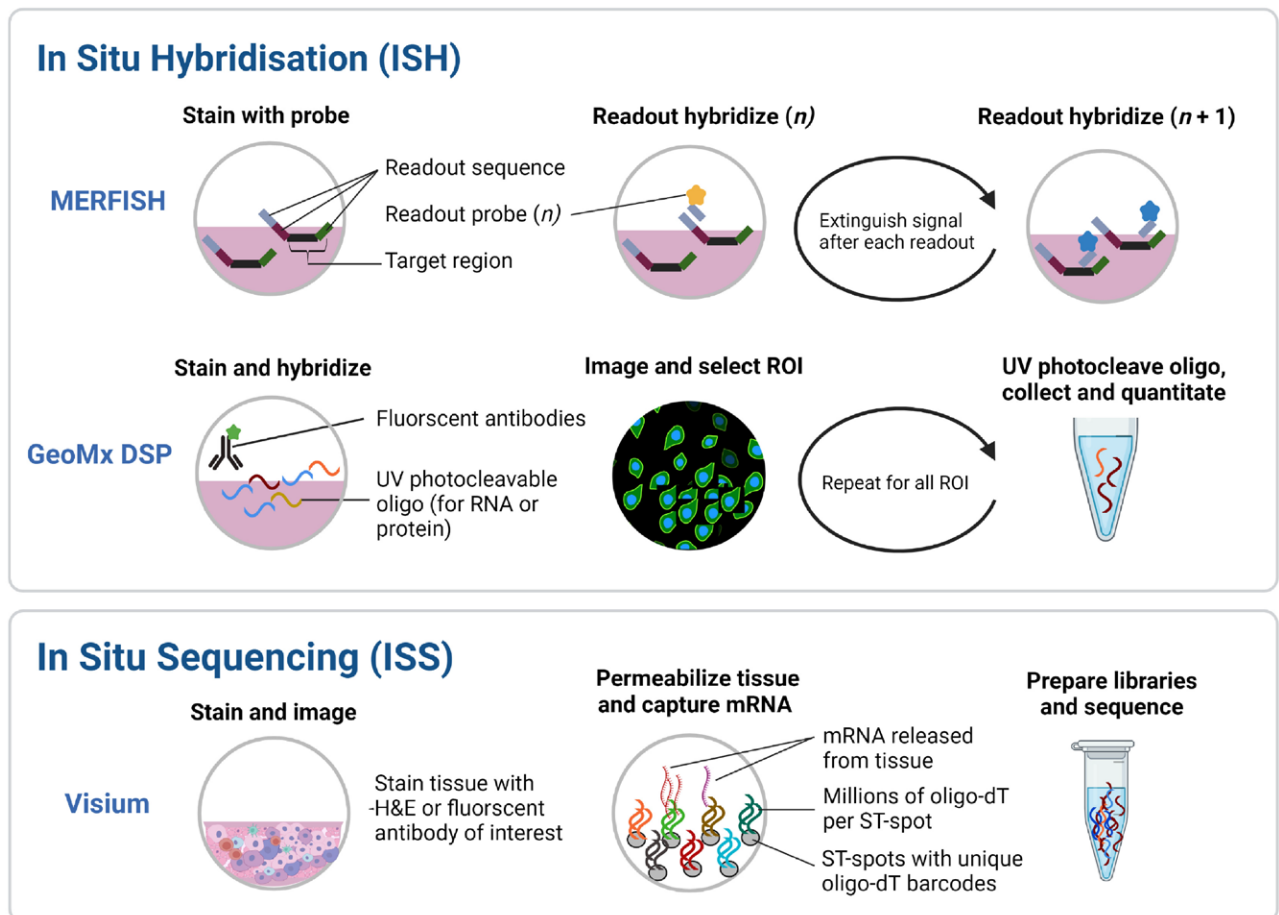 In Situ Hybridisation (ISH)
Stain with probe
Readout hybridize (n)
Readout hybridize (n + 1)
MERFISH
Readout sequence
Readout probe (n)
Target region
Extinguish signal
after each readout
Stain and hybridize
Image and select ROI
UV photocleave oligo,
collect and quantitate
GeoMx DSP
Fluorscent antibodies
UV photocleavable
oligo (for RNA or
protein)
Repeat for all ROI
In Situ Sequencing (ISS)
Stain and image
Permeabilize tissue
and capture mRNA
Prepare libraries
and sequence
Visium
Stain tissue with
-H&E or fluorscent
antibody of interest
mRNA released
from tissue
Millions of oligo-dT
per ST-spot
ST-spots with unique
oligo-dT barcodes